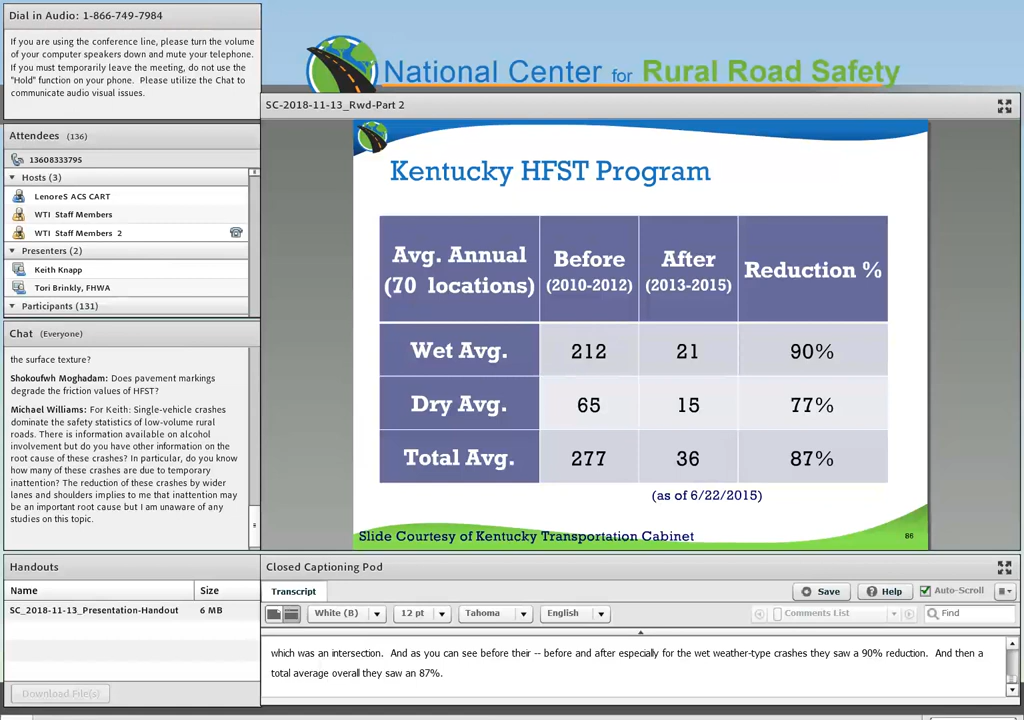 Dial in Audio: 1-866-749-7984
If you are using the conference line, please turn the volume
of your computer speakers down and mute your telephone.
If you must temporarily leave the meeting, do not use the
"Hold" function on your phone.  Please utilize the Chat to
communicate audio visual issues.
National Center for Rural Road Safety
Attendees (136)
13608333795
Hosts (3)
LenoreS ACS CART
WTI Staff Members
WTI Staff Members 2
Presenters (2)
Keith Knapp
Tori Brinkly, FHWA
Participants (131)
Chat (Everyone)
the surface texture?
Shokoufwh Moghadam: Does pavement markings
degrade the friction values of HFST?
Michael Williams: For Keith: Single-vehicle crashes
dominate the safety statistics of low-volume rural
roads. There is information available on alcohol
involvement but do you have other information on the
root cause of these crashes? In particular, do you know
how many of these crashes are due to temporary
inattention? The reduction of these crashes by wider
lanes and shoulders implies to me that inattention may
be an important root cause but I am unaware of any
studies on this topic.
Handouts
Name Size
SC_2018-11-13_Presentation-Handout 6 MB
Download File(s)
SC-2018-11-13_Rwd-Part 2
Kentucky HFST Program
Avg. Annual (70 locations) Before (2010-2012) After (2013-2015) Reduction %
Wet Avg. 212 21 90%
Dry Avg. 65 15 77%
Total Avg. 277 36 87%
(as of 6/22/2015)
Slide Courtesy of Kentucky Transportation Cabinet 86
Closed Captioning Pod
Transcript Save Help Auto-Scroll
White (B) 12 pt Tahoma English Comments List Find
which was an intersection.  And as you can see before their -- before and after especially for the wet weather-type crashes they saw a 90% reduction.  And then a
total average overall they saw an 87%.